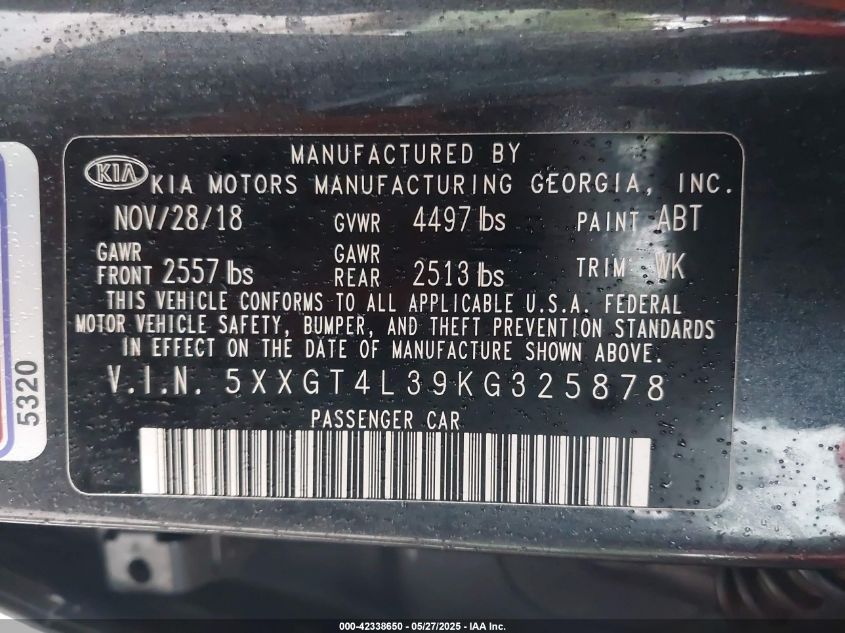 MANUFACTURED BY
KIA KIA MOTORS MANUFACTURING GEORGIA, INC.
NOV/28/18 GVWR 4497 lbs PAINT ABT
GAWR FRONT 2557 lbs GAWR REAR 2513 lbs TRIM WK
THIS VEHICLE CONFORMS TO ALL APPLICABLE U.S.A. FEDERAL
MOTOR VEHICLE SAFETY, BUMPER, AND THEFT PREVENTION STANDARDS
IN EFFECT ON THE DATE OF MANUFACTURE SHOWN ABOVE.
V.I.N. 5XXGT4L39KG325878
PASSENGER CAR
5320
000-42338650 — 05/27/2025 — IAA Inc.